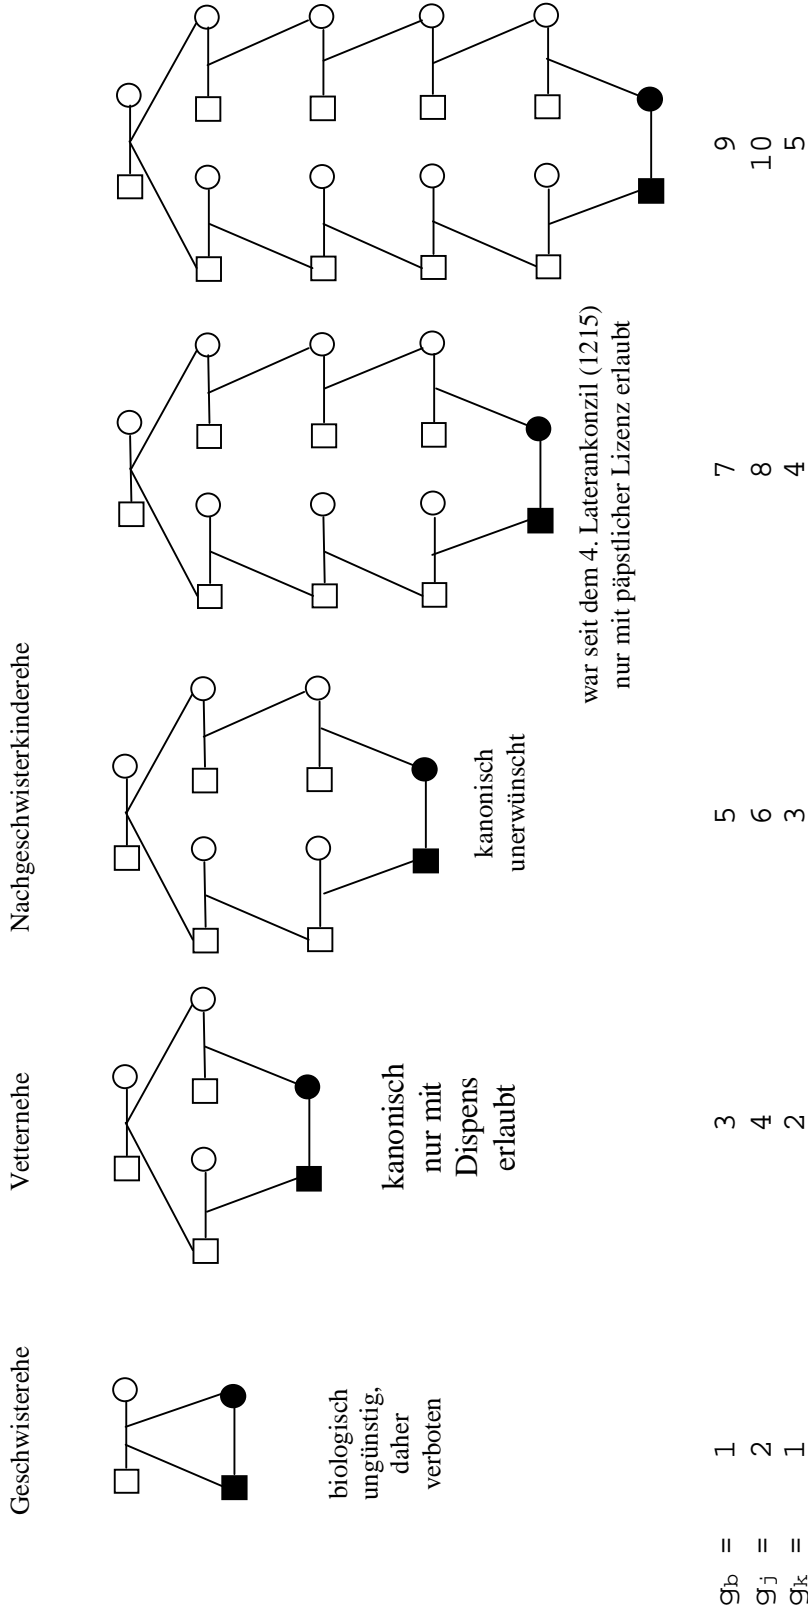 Geschwisterehe
Vetternehe
Nachgeschwisterkinderehe
biologisch
ungünstig,
daher
verboten
kanonisch
nur mit
Dispens
erlaubt
kanonisch
unerwünscht
war seit dem 4. Laterankonzil (1215)
nur mit päpstlicher Lizenz erlaubt
gb = 1 3 5 7 9
gj = 2 4 6 8 10
gk = 1 2 3 4 5